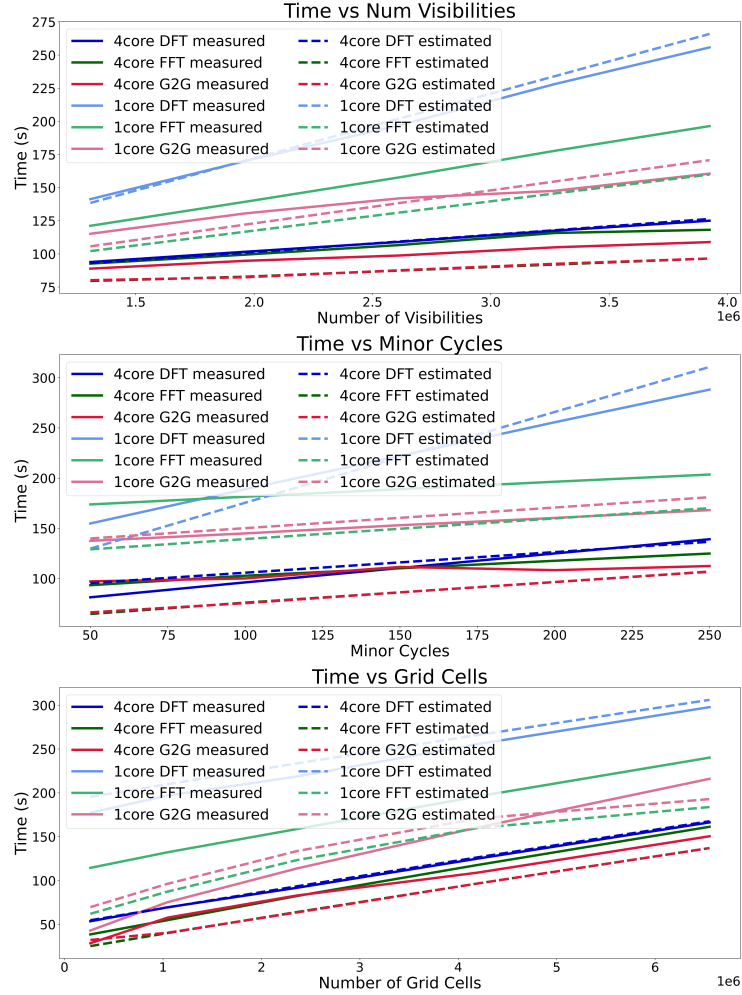 Time vs Num Visibilities
275
250
225
200
175
150
125
100
75
Time (s)
4core DFT measured
4core FFT measured
4core G2G measured
1core DFT measured
1core FFT measured
1core G2G measured
4core DFT estimated
4core FFT estimated
4core G2G estimated
1core DFT estimated
1core FFT estimated
1core G2G estimated
1.5 2.0 2.5 3.0 3.5 4.0
1e6
Number of Visibilities
Time vs Minor Cycles
300
250
200
150
100
Time (s)
4core DFT measured
4core FFT measured
4core G2G measured
1core DFT measured
1core FFT measured
1core G2G measured
4core DFT estimated
4core FFT estimated
4core G2G estimated
1core DFT estimated
1core FFT estimated
1core G2G estimated
50 75 100 125 150 175 200 225 250
Minor Cycles
Time vs Grid Cells
300
250
200
150
100
50
Time (s)
4core DFT measured
4core FFT measured
4core G2G measured
1core DFT measured
1core FFT measured
1core G2G measured
4core DFT estimated
4core FFT estimated
4core G2G estimated
1core DFT estimated
1core FFT estimated
1core G2G estimated
0 1 2 3 4 5 6
1e6
Number of Grid Cells